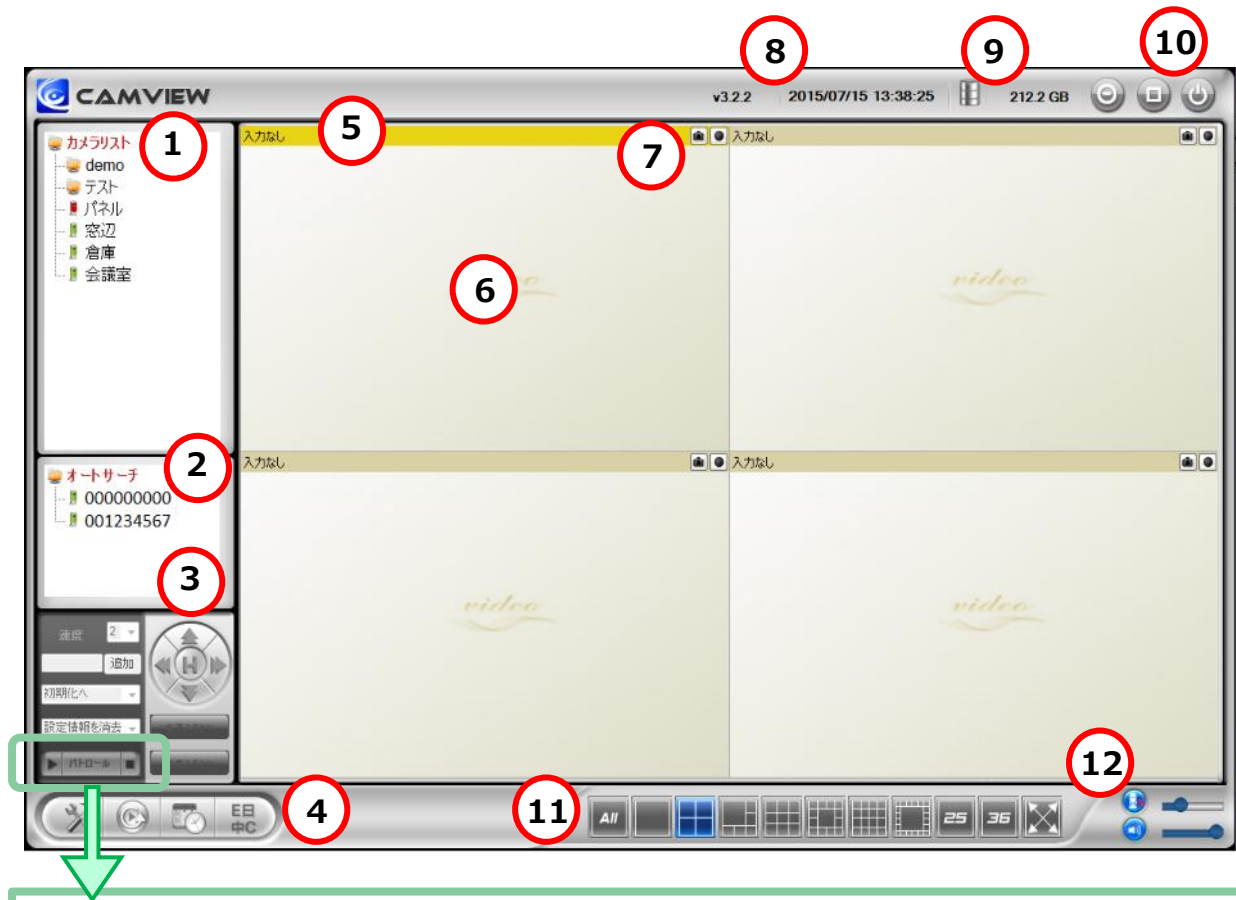 8
9
10
CAMVIEW
v3.2.2 2015/07/15 13:38:25 212.2 GB
カメラリスト
1
demo
テスト
パネル
窓辺
倉庫
会議室
入力なし
5
7
入力なし
6
video
2
オートサーチ
000000000
001234567
3
入力なし
入力なし
video
video
速度 2
追加
初期化へ
設定情報を消去
パトロール
E日
中C
4
11
All
25 36
12